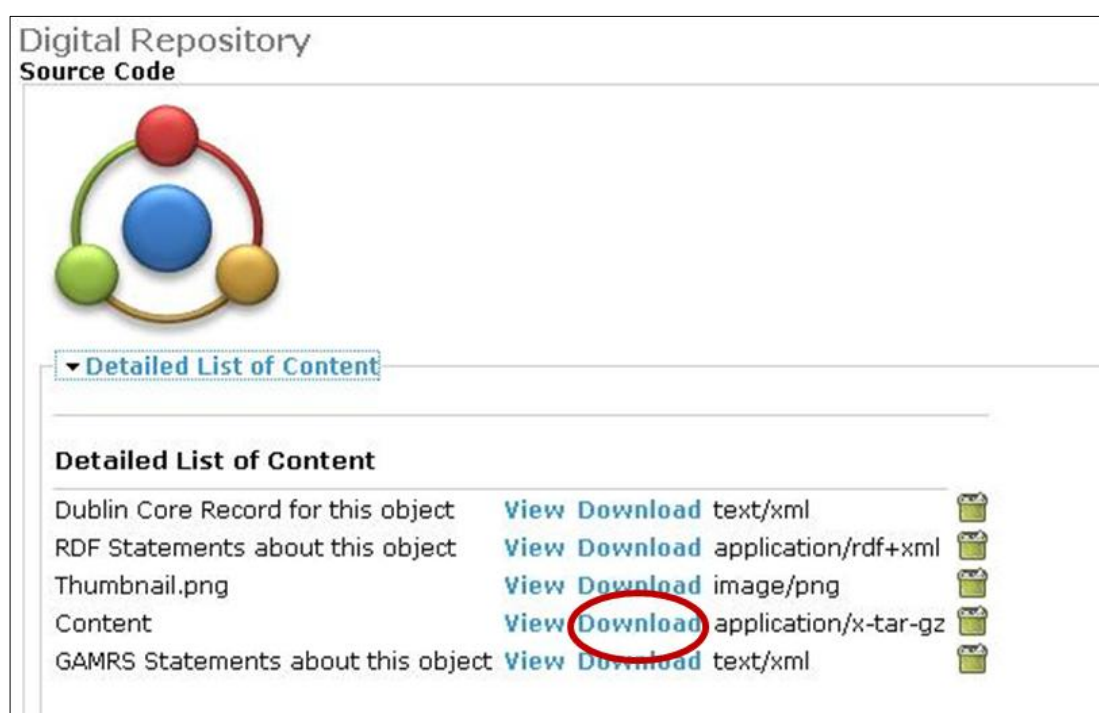 Digital Repository
Source Code
Detailed List of Content
Detailed List of Content
Dublin Core Record for this object View Download text/xml
RDF Statements about this object View Download application/rdf+xml
Thumbnail.png View Download image/png
Content View Download application/x-tar-gz
GAMRS Statements about this object View Download text/xml